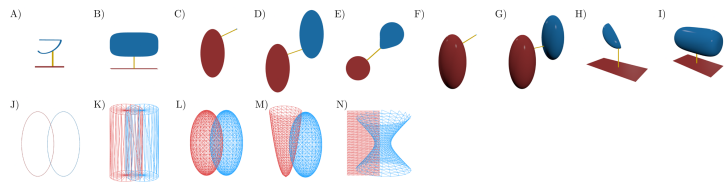 A) B) C) D) E) F) G) H) I)
J) K) L) M) N)